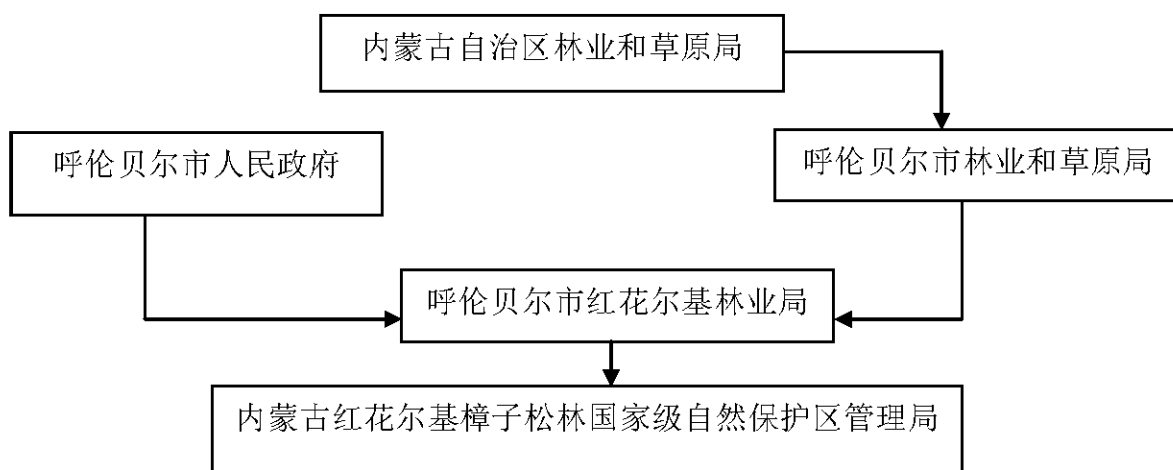 内蒙古自治区林业和草原局
呼伦贝尔市人民政府
呼伦贝尔市林业和草原局
呼伦贝尔市红花尔基林业局
内蒙古红花尔基樟子松林国家级自然保护区管理局